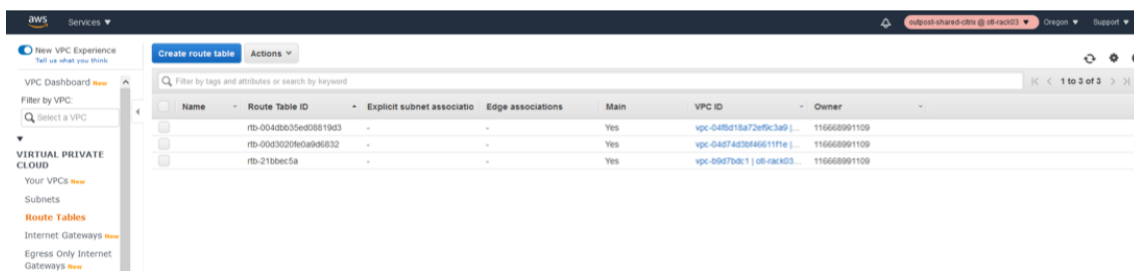 aws Services
outpost-shared-citrix @ otl-rack03 Oregon Support
New VPC Experience
Tell us what you think
Create route table Actions
VPC Dashboard New
Filter by tags and attributes or search by keyword
1 to 3 of 3
Filter by VPC:
Select a VPC
Name Route Table ID Explicit subnet associatio Edge associations Main VPC ID Owner
rtb-004dbb35ed08819d3 - - Yes vpc-04f8d18a72ef9c3a9 |... 116668991109
rtb-00d3020fe0a9d6832 - - Yes vpc-04d74d3bf46611f1e |... 116668991109
rtb-21bbec5a - - Yes vpc-b9d7bdc1 | otl-rack03... 116668991109
VIRTUAL PRIVATE
CLOUD
Your VPCs New
Subnets
Route Tables
Internet Gateways New
Egress Only Internet
Gateways New